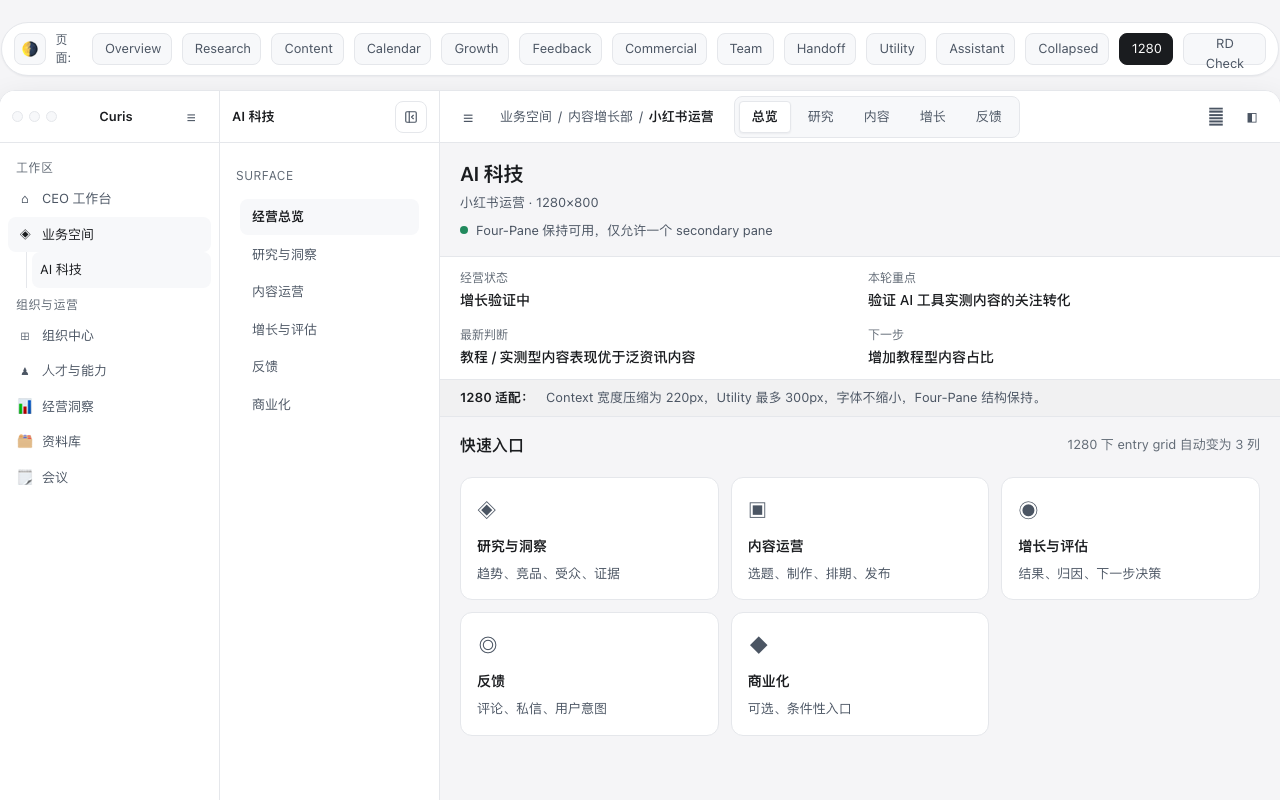 页面:
Overview
Research
Content
Calendar
Growth
Feedback
Commercial
Team
Handoff
Utility
Assistant
Collapsed
1280
RD Check
Curis
工作区
CEO 工作台
业务空间
AI 科技
组织与运营
组织中心
人才与能力
经营洞察
资料库
会议
AI 科技
SURFACE
经营总览
研究与洞察
内容运营
增长与评估
反馈
商业化
业务空间 / 内容增长部 / 小红书运营
总览
研究
内容
增长
反馈
AI 科技
小红书运营 · 1280×800
Four-Pane 保持可用，仅允许一个 secondary pane
经营状态
增长验证中
本轮重点
验证 AI 工具实测内容的关注转化
最新判断
教程 / 实测型内容表现优于泛资讯内容
下一步
增加教程型内容占比
1280 适配： Context 宽度压缩为 220px，Utility 最多 300px，字体不缩小，Four-Pane 结构保持。
快速入口
1280 下 entry grid 自动变为 3 列
研究与洞察
趋势、竞品、受众、证据
内容运营
选题、制作、排期、发布
增长与评估
结果、归因、下一步决策
反馈
评论、私信、用户意图
商业化
可选、条件性入口